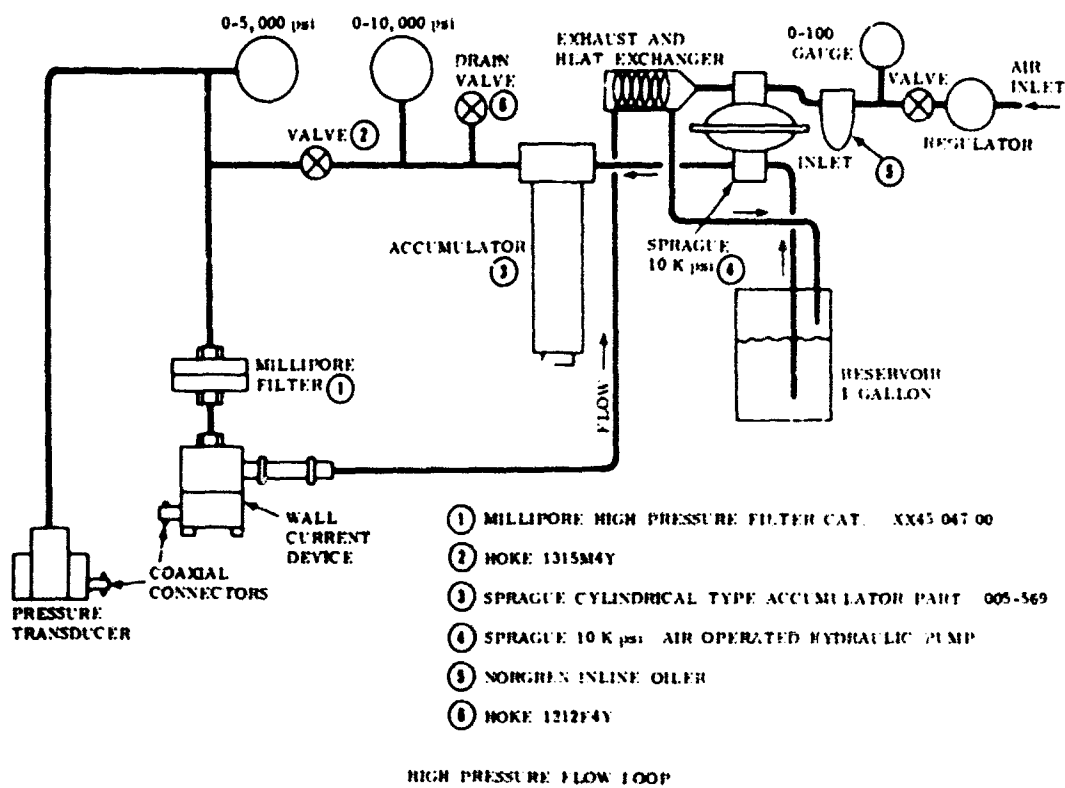 0-5,000 psi
0-10,000 psi
DRAIN
VALVE
6
EXHAUST AND
HEAT EXCHANGER
0-100
GAUGE
VALVE
AIR
INLET
VALVE 2
INLET
5
REGULATOR
ACCUMULATOR
3
SPRAGUE
10 K psi 4
MILLIPORE
FILTER 1
FLOW
RESERVOIR
1 GALLON
WALL
CURRENT
DEVICE
COAXIAL
CONNECTORS
PRESSURE
TRANSDUCER
1 MILLIPORE HIGH PRESSURE FILTER CAT. XX45 047 00
2 HOKE 1315M4Y
3 SPRAGUE CYLINDRICAL TYPE ACCUMULATOR PART 005-569
4 SPRAGUE 10 K psi AIR OPERATED HYDRAULIC PUMP
5 NORGREN INLINE OILER
6 HOKE 1212F4Y
HIGH PRESSURE FLOW LOOP